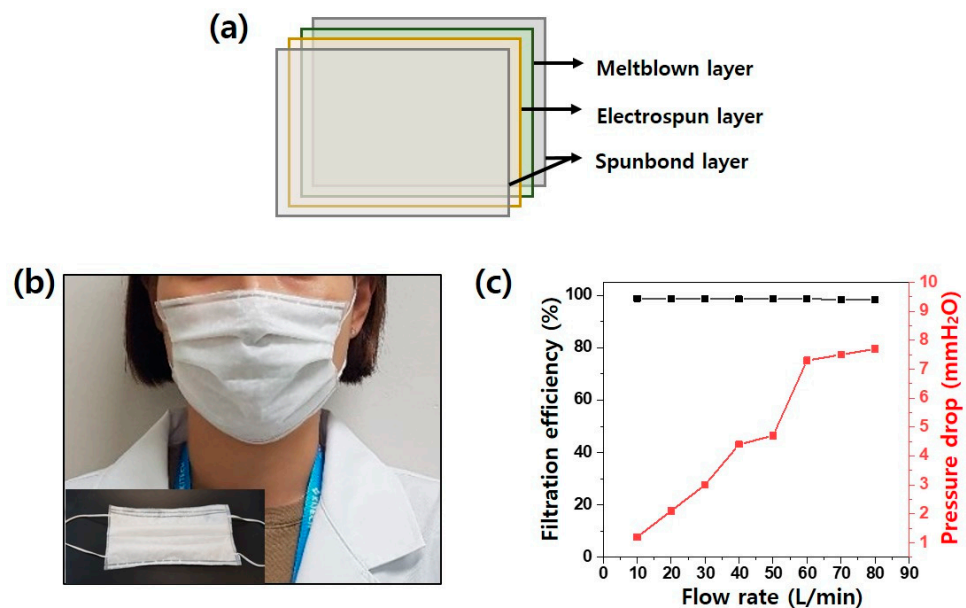 (a)
Meltblown layer
Electrospun layer
Spunbond layer
(b)
(c)
Filtration efficiency (%)
100
80
60
40
20
0
0 10 20 30 40 50 60 70 80 90
Flow rate (L/min)
10
9
8
7
6
5
4
3
2
1
Pressure drop (mmH₂O)